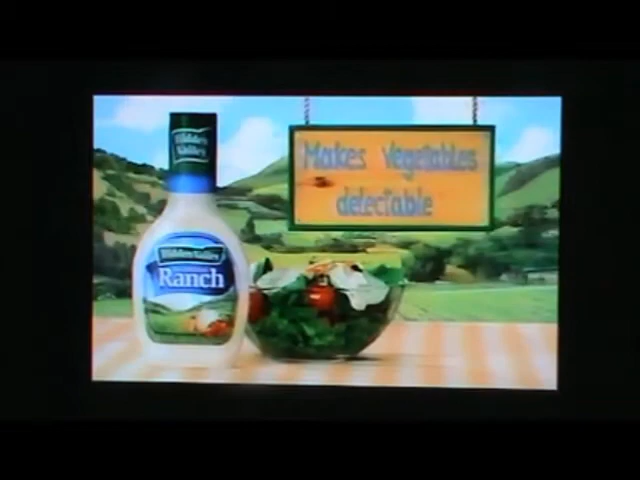 Hidden
Valley
Makes vegetables
delectable
Hidden Valley
Ranch